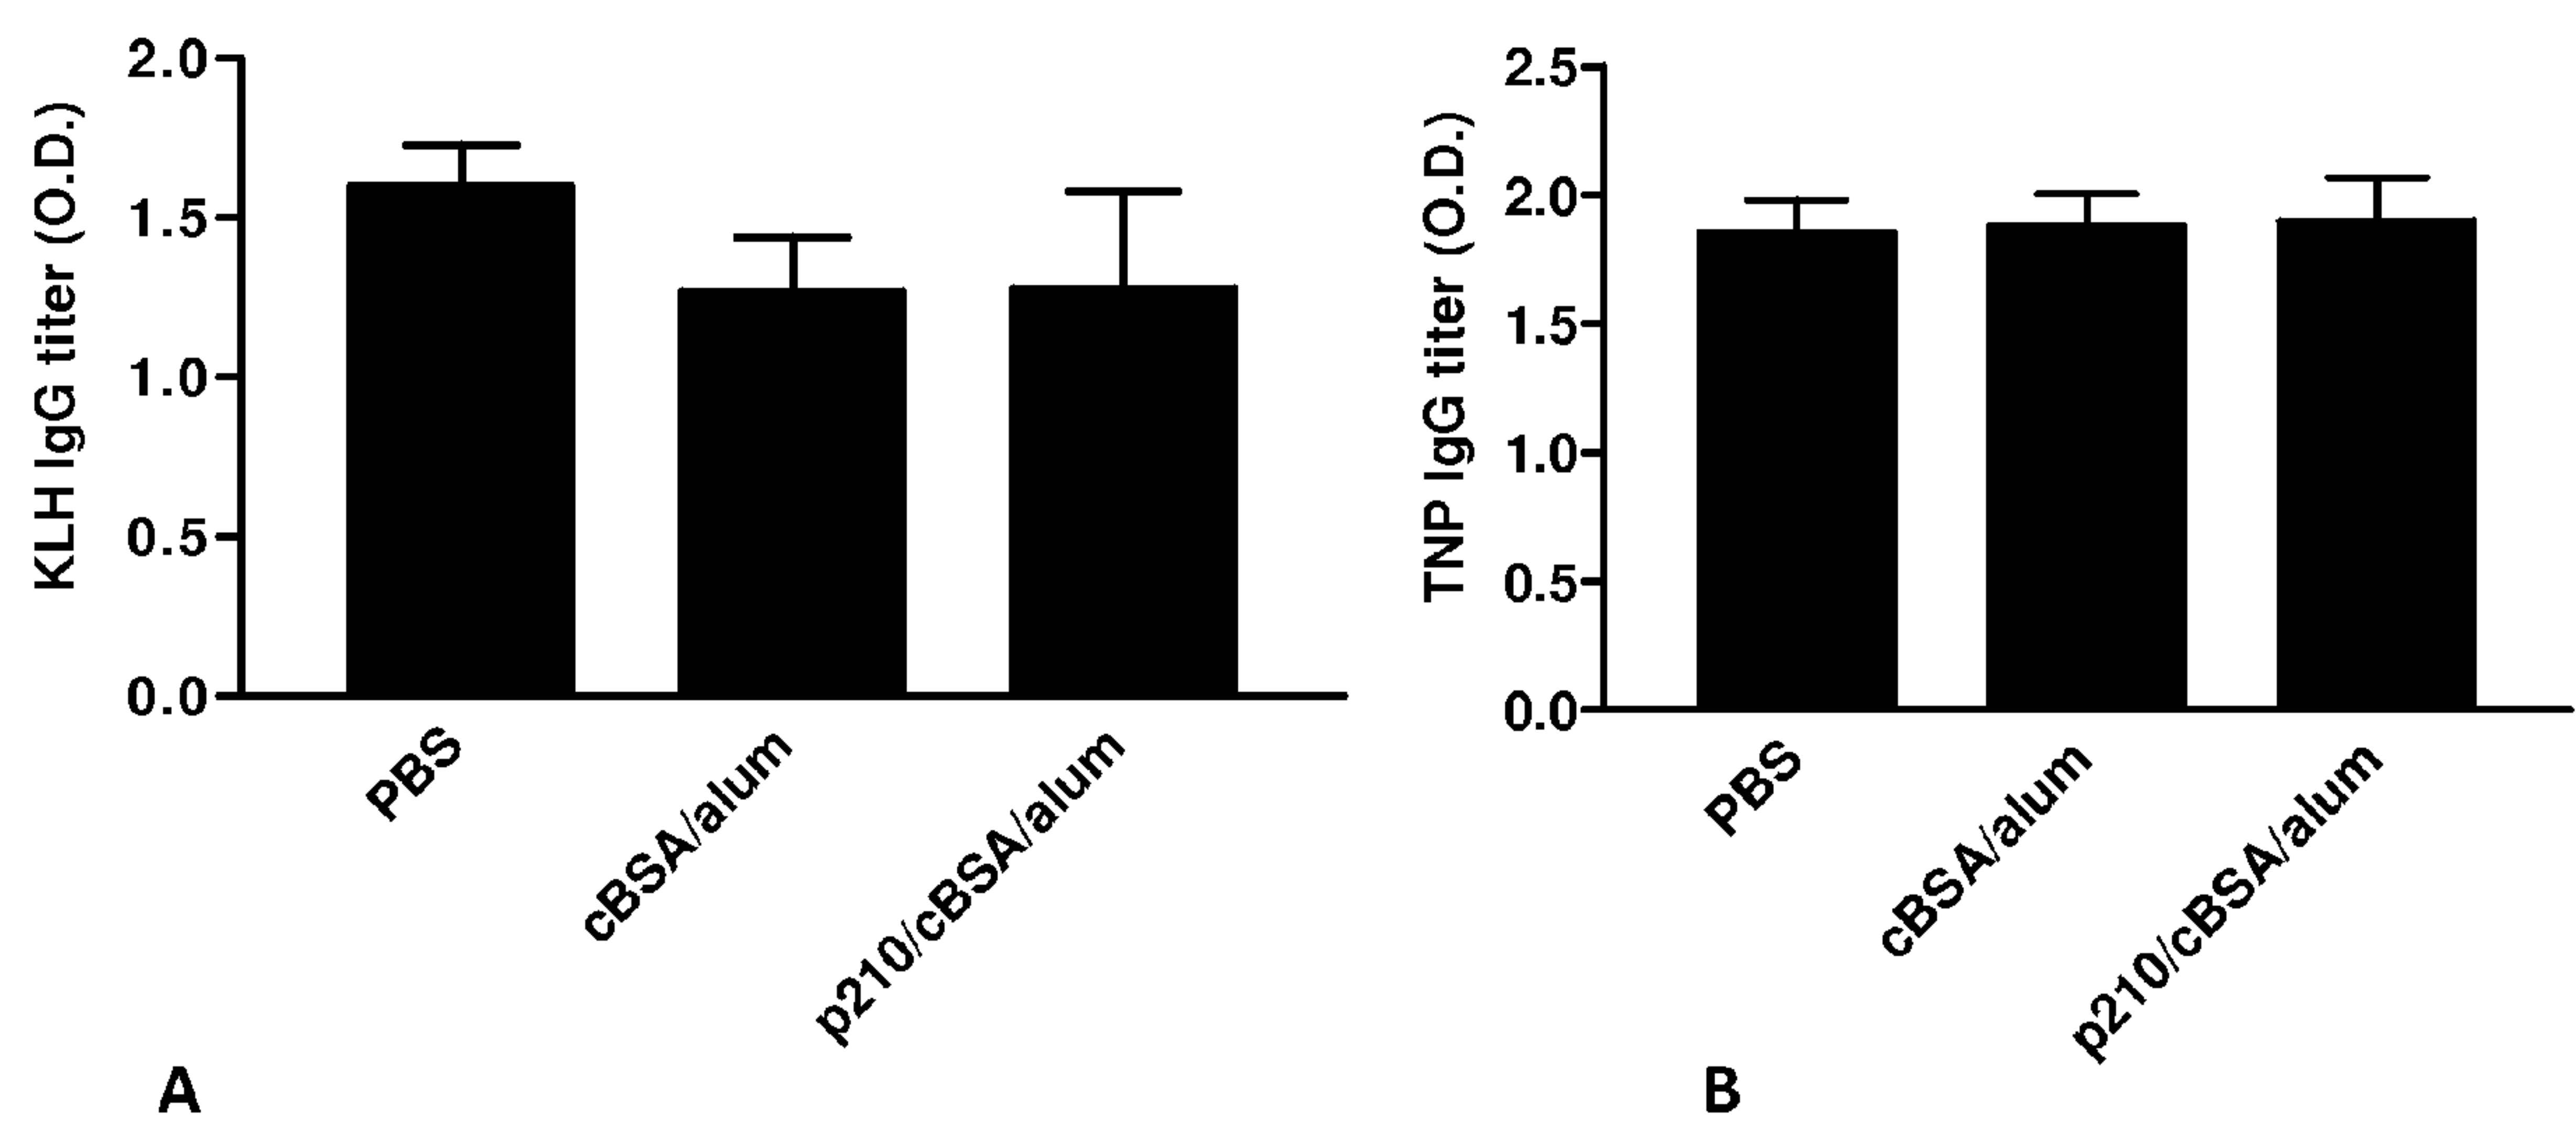 KLH IgG titer (O.D.)
2.0
1.5
1.0
0.5
0.0
PBS
cBSA/alum
p210/cBSA/alum
A
TNP IgG titer (O.D.)
2.5
2.0
1.5
1.0
0.5
0.0
PBS
cBSA/alum
p210/cBSA/alum
B